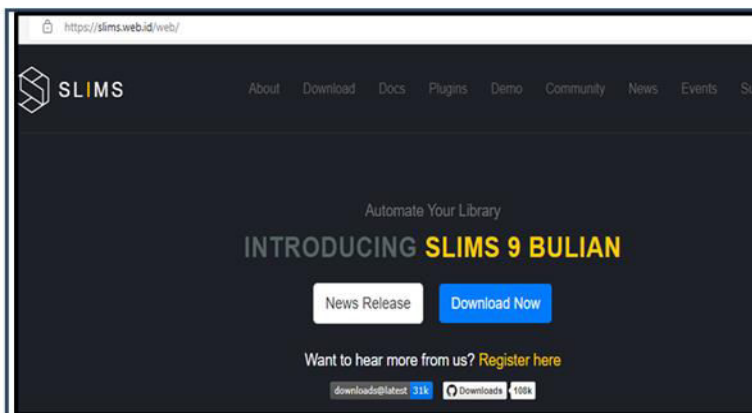 https://slims.web.id/web/
SLIMS About Download Docs Plugins Demo Community News Events
Automate Your Library
INTRODUCING SLIMS 9 BULIAN
News Release Download Now
Want to hear more from us? Register here
downloads@latest 31k Downloads 108k